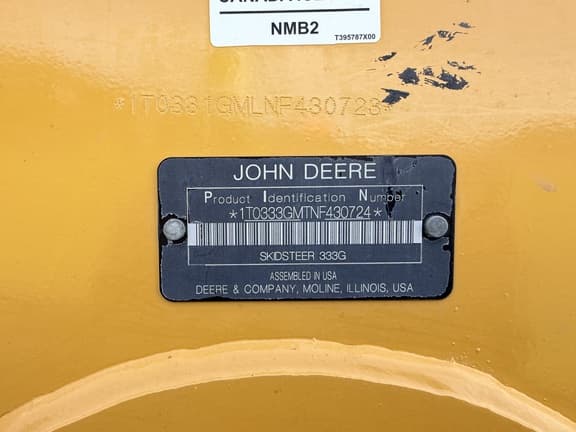 NMB2
T395787X00
*1T0331GMLNF430723*
JOHN DEERE
Product Identification Number
*1T0333GMTNF430724*
SKIDSTEER 333G
ASSEMBLED IN USA
DEERE & COMPANY, MOLINE, ILLINOIS, USA